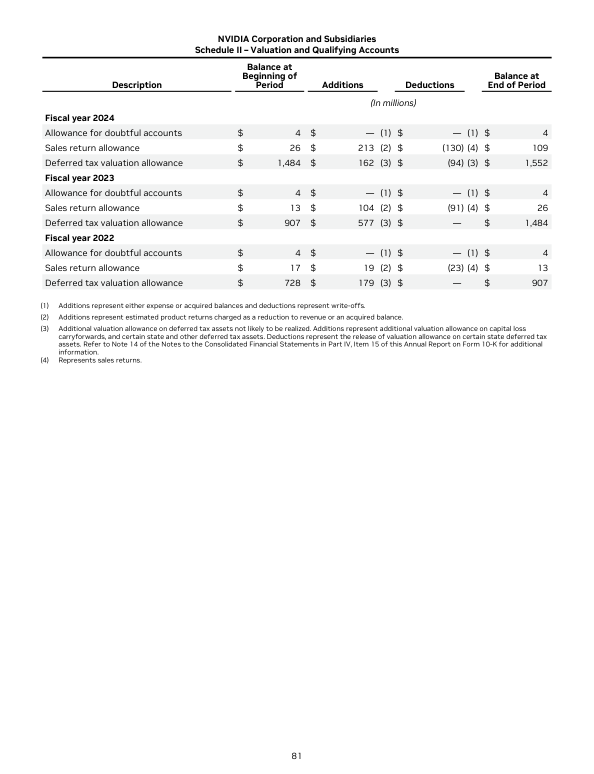 NVIDIA Corporation and Subsidiaries
Schedule II – Valuation and Qualifying Accounts
Description Balance at Beginning of Period Additions Deductions Balance at End of Period
(In millions)
Fiscal year 2024
Allowance for doubtful accounts $ 4 $ — (1) $ — (1) $ 4
Sales return allowance $ 26 $ 213 (2) $ (130) (4) $ 109
Deferred tax valuation allowance $ 1,484 $ 162 (3) $ (94) (3) $ 1,552
Fiscal year 2023
Allowance for doubtful accounts $ 4 $ — (1) $ — (1) $ 4
Sales return allowance $ 13 $ 104 (2) $ (91) (4) $ 26
Deferred tax valuation allowance $ 907 $ 577 (3) $ — $ 1,484
Fiscal year 2022
Allowance for doubtful accounts $ 4 $ — (1) $ — (1) $ 4
Sales return allowance $ 17 $ 19 (2) $ (23) (4) $ 13
Deferred tax valuation allowance $ 728 $ 179 (3) $ — $ 907
(1) Additions represent either expense or acquired balances and deductions represent write-offs.
(2) Additions represent estimated product returns charged as a reduction to revenue or an acquired balance.
(3) Additional valuation allowance on deferred tax assets not likely to be realized. Additions represent additional valuation allowance on capital loss
carryforwards, and certain state and other deferred tax assets. Deductions represent the release of valuation allowance on certain state deferred tax
assets. Refer to Note 14 of the Notes to the Consolidated Financial Statements in Part IV, Item 15 of this Annual Report on Form 10-K for additional
information.
(4) Represents sales returns.
81